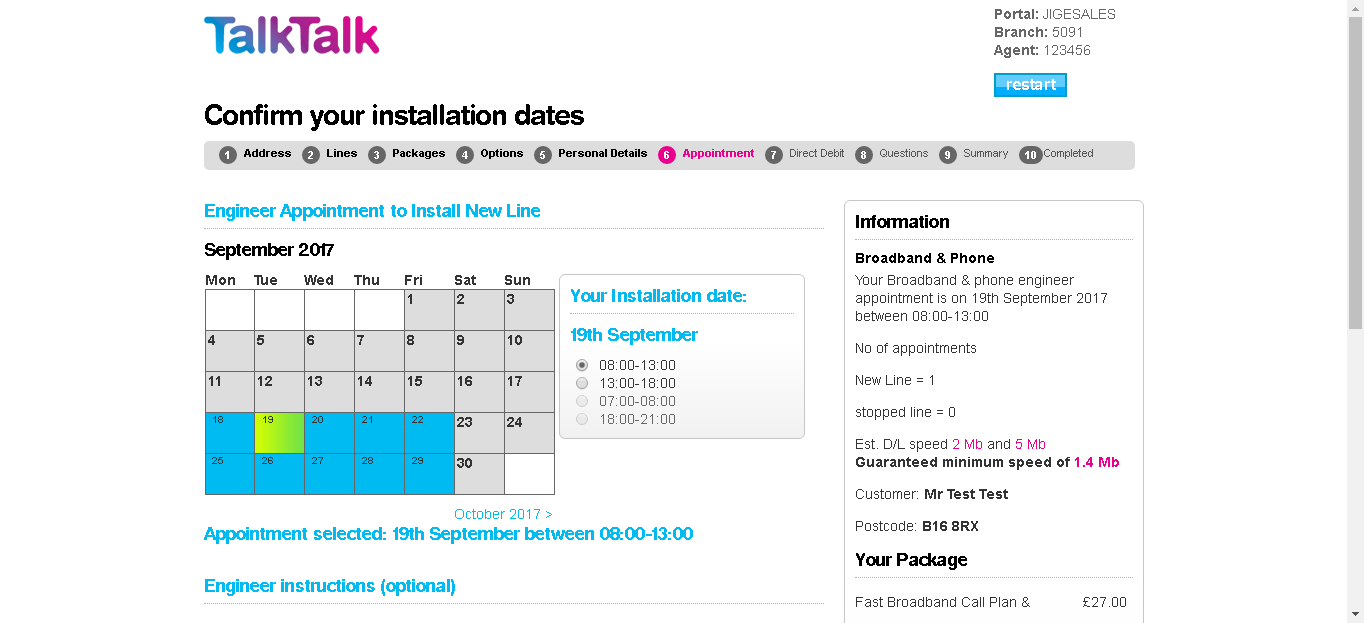 TalkTalk
Portal: JIGESALES
Branch: 5091
Agent: 123456
restart
Confirm your installation dates
1 Address 2 Lines 3 Packages 4 Options 5 Personal Details 6 Appointment 7 Direct Debit 8 Questions 9 Summary 10 Completed
Engineer Appointment to Install New Line
September 2017
Mon Tue Wed Thu Fri Sat Sun
1 2 3
4 5 6 7 8 9 10
11 12 13 14 15 16 17
18 19 20 21 22 23 24
25 26 27 28 29 30
October 2017 >
Your Installation date:
19th September
08:00-13:00
13:00-18:00
07:00-08:00
18:00-21:00
Appointment selected: 19th September between 08:00-13:00
Engineer instructions (optional)
Information
Broadband & Phone
Your Broadband & phone engineer
appointment is on 19th September 2017
between 08:00-13:00
No of appointments
New Line = 1
stopped line = 0
Est. D/L speed 2 Mb and 5 Mb
Guaranteed minimum speed of 1.4 Mb
Customer: Mr Test Test
Postcode: B16 8RX
Your Package
Fast Broadband Call Plan & £27.00